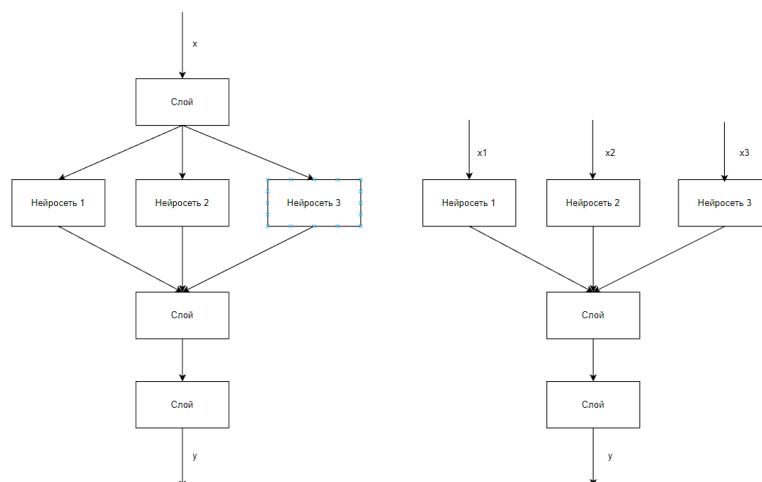 x
Слой
Нейросеть 1
Нейросеть 2
Нейросеть 3
Слой
Слой
y
x1
x2
x3
Нейросеть 1
Нейросеть 2
Нейросеть 3
Слой
Слой
y